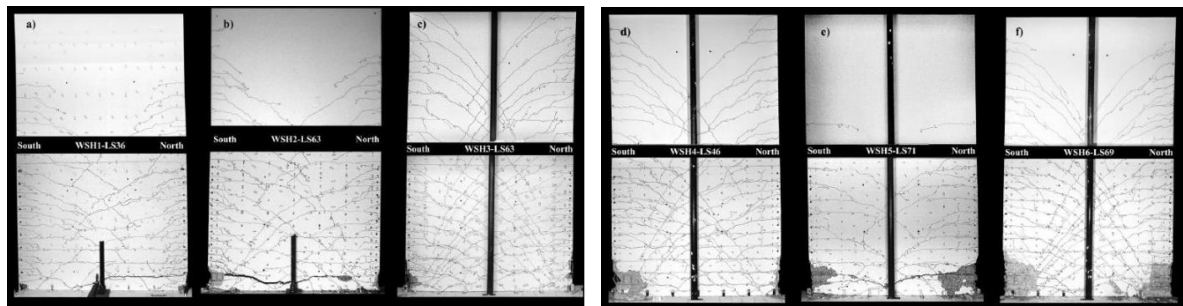 a)
South WSH1-LS36 North
b)
South WSH2-LS63 North
c)
South WSH3-LS63 North
d)
South WSH4-LS46 North
e)
South WSH5-LS71 North
f)
South WSH6-LS69 North